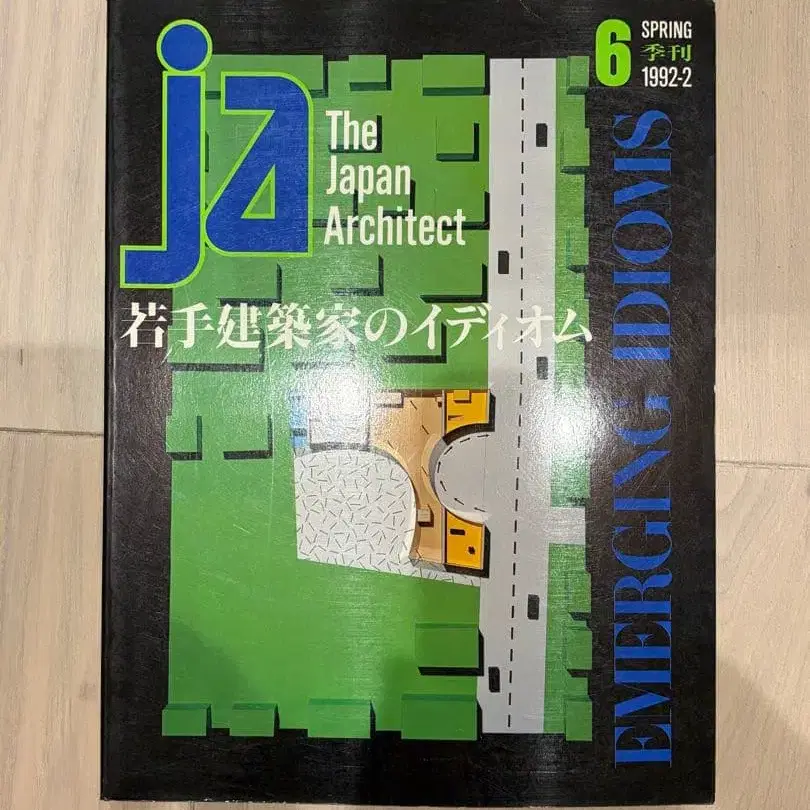 ja
The
Japan
Architect
6
SPRING
季刊
1992-2
若手建築家のイディオム
EMERGING IDIOMS